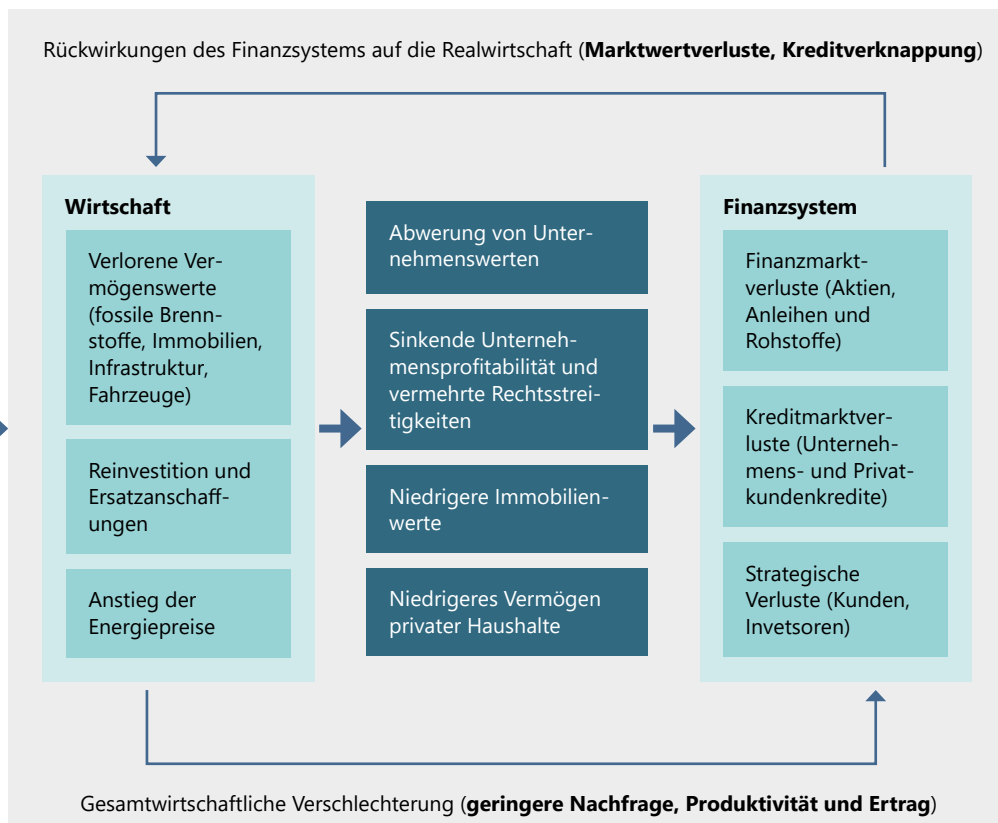 Rückwirkungen des Finanzsystems auf die Realwirtschaft (Marktwertverluste, Kreditverknappung)
Wirtschaft
Verlorene Ver-
mögenswerte
(fossile Brenn-
stoffe, Immobilien,
Infrastruktur,
Fahrzeuge)
Reinvestition und
Ersatzanschaff-
ungen
Anstieg der
Energiepreise
Abwerung von Unter-
nehmenswerten
Sinkende Unterneh-
mensprofitabilität und
vermehrte Rechtsstrei-
tigkeiten
Niedrigere Immobilien-
werte
Niedrigeres Vermögen
privater Haushalte
Finanzsystem
Finanzmarkt-
verluste (Aktien,
Anleihen und
Rohstoffe)
Kreditmarktver-
luste (Unterneh-
mens- und Privat-
kundenkredite)
Strategische
Verluste (Kunden,
Invetsoren)
Gesamtwirtschaftliche Verschlechterung (geringere Nachfrage, Produktivität und Ertrag)